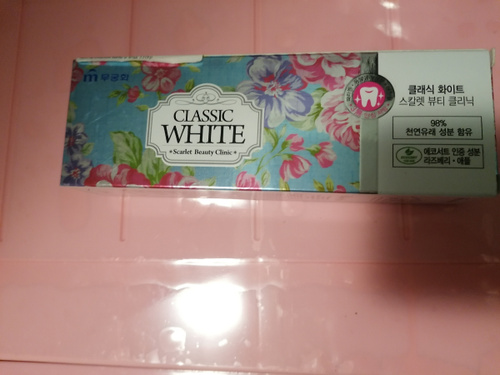 무궁화
CLASSIC
WHITE
Scarlet Beauty Clinic
클래식 화이트
스칼렛 뷰티 클리닉
98%
천연유래 성분 함유
에코서트 인증 성분
라즈베리 · 애플